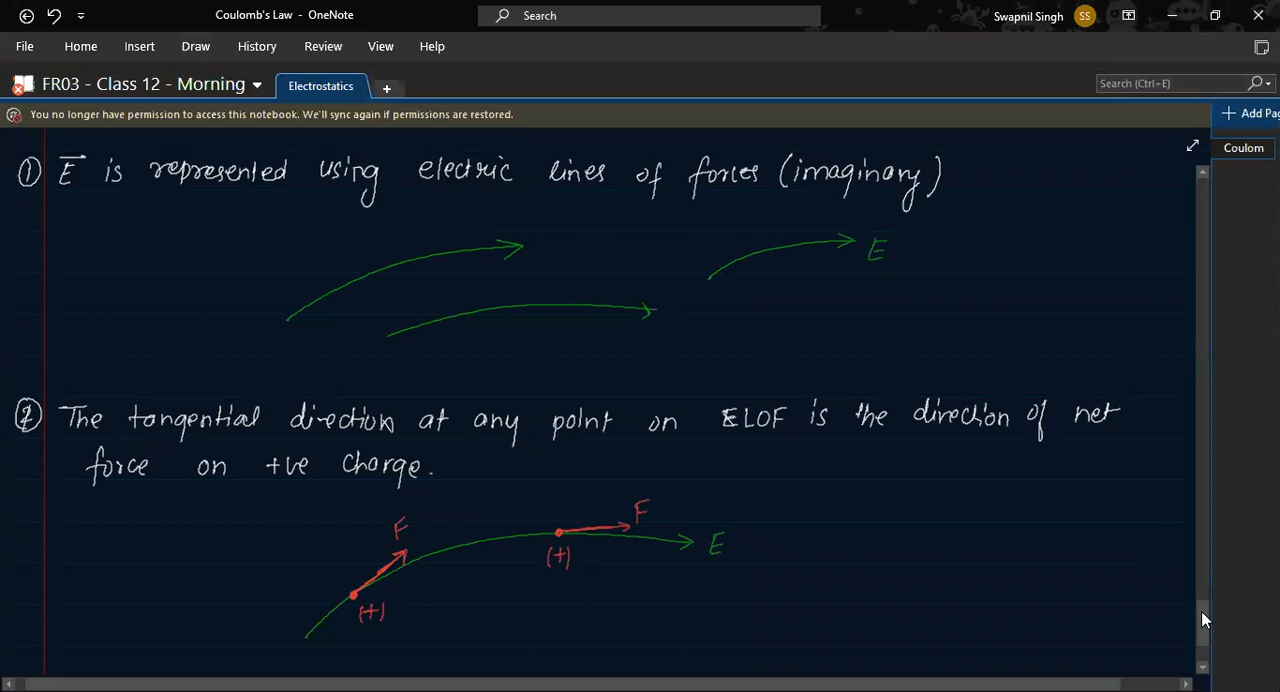 Coulomb's Law - OneNote
Search
Swapnil Singh
SS
File Home Insert Draw History Review View Help
FR03 - Class 12 - Morning
Electrostatics
+
Search (Ctrl+E)
You no longer have permission to access this notebook. We'll sync again if permissions are restored.
+ Add Pag
Coulom
① E is represented using electric lines of forces (imaginary)
E
② The tangential direction at any point on ELOF is the direction of net
force on +ve charge.
F
F
E
(+)
(+)